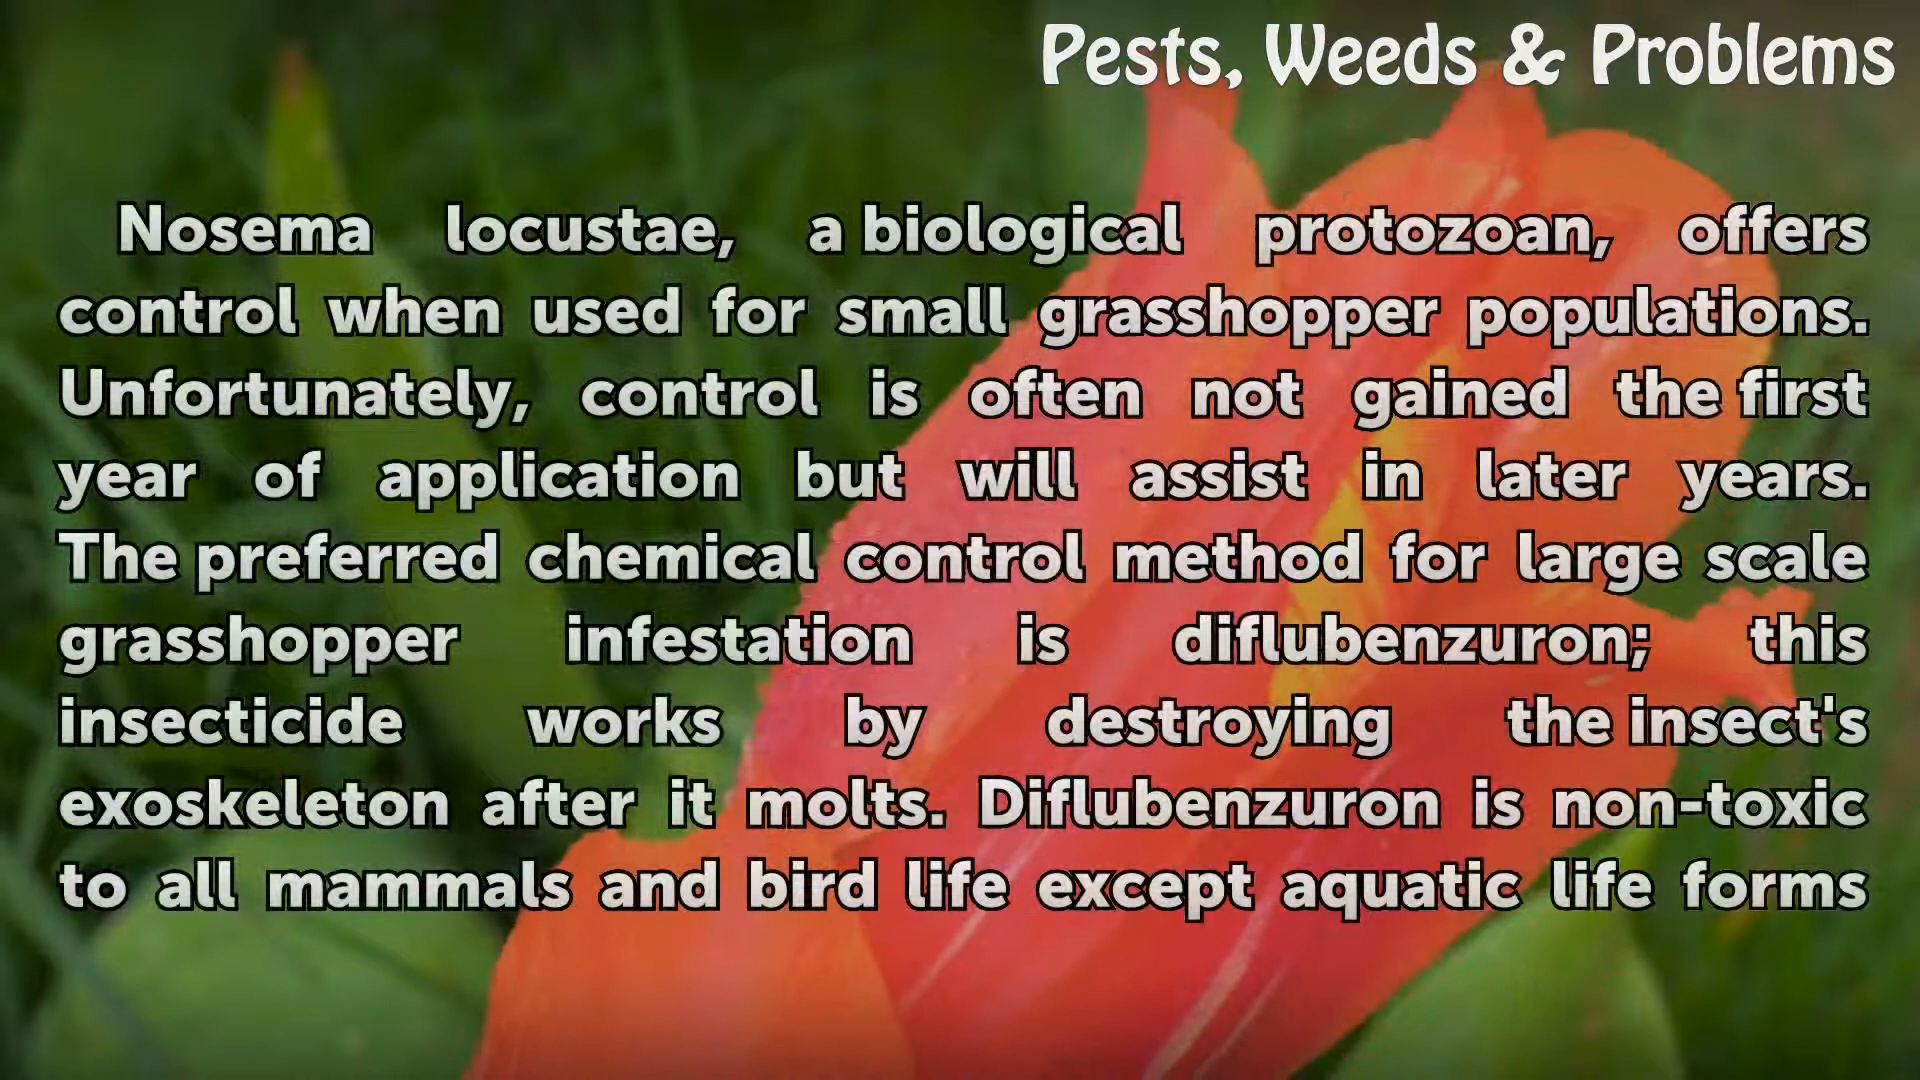 Pests, Weeds & Problems
Nosema locustae, a biological protozoan, offers
control when used for small grasshopper populations.
Unfortunately, control is often not gained the first
year of application but will assist in later years.
The preferred chemical control method for large scale
grasshopper infestation is diflubenzuron; this
insecticide works by destroying the insect's
exoskeleton after it molts. Diflubenzuron is non-toxic
to all mammals and bird life except aquatic life forms